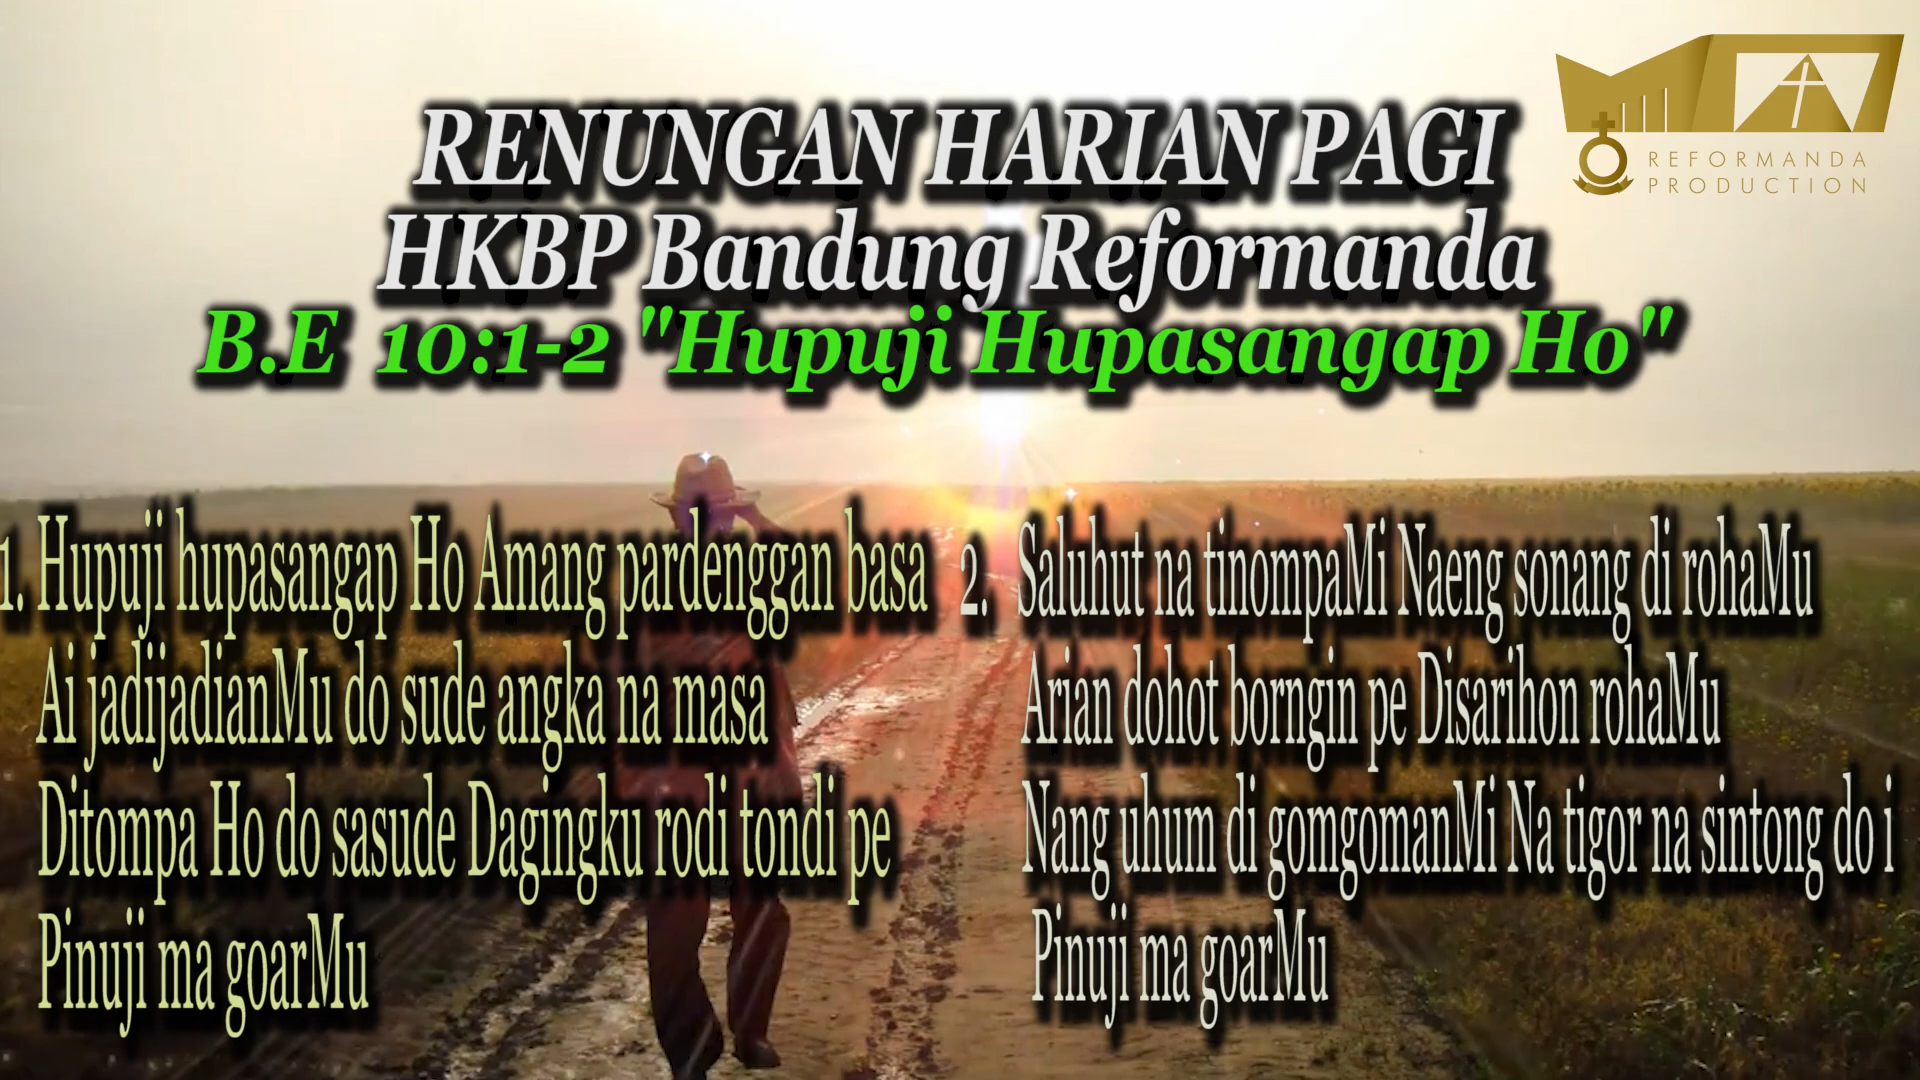 RENUNGAN HARIAN PAGI
HKBP Bandung Reformanda
B.E 10:1-2 "Hupuji Hupasangap Ho"
REFORMANDA
PRODUCTION
1. Hupuji hupasangap Ho Amang pardenggan basa
Ai jadijadianMu do sude angka na masa
Ditompa Ho do sasude Dagingku rodi tondi pe
Pinuji ma goarMu
2. Saluhut na tinompaMi Naeng sonang di rohaMu
Arian dohot borngin pe Disarihon rohaMu
Nang uhum di gomgomanMi Na tigor na sintong do i
Pinuji ma goarMu